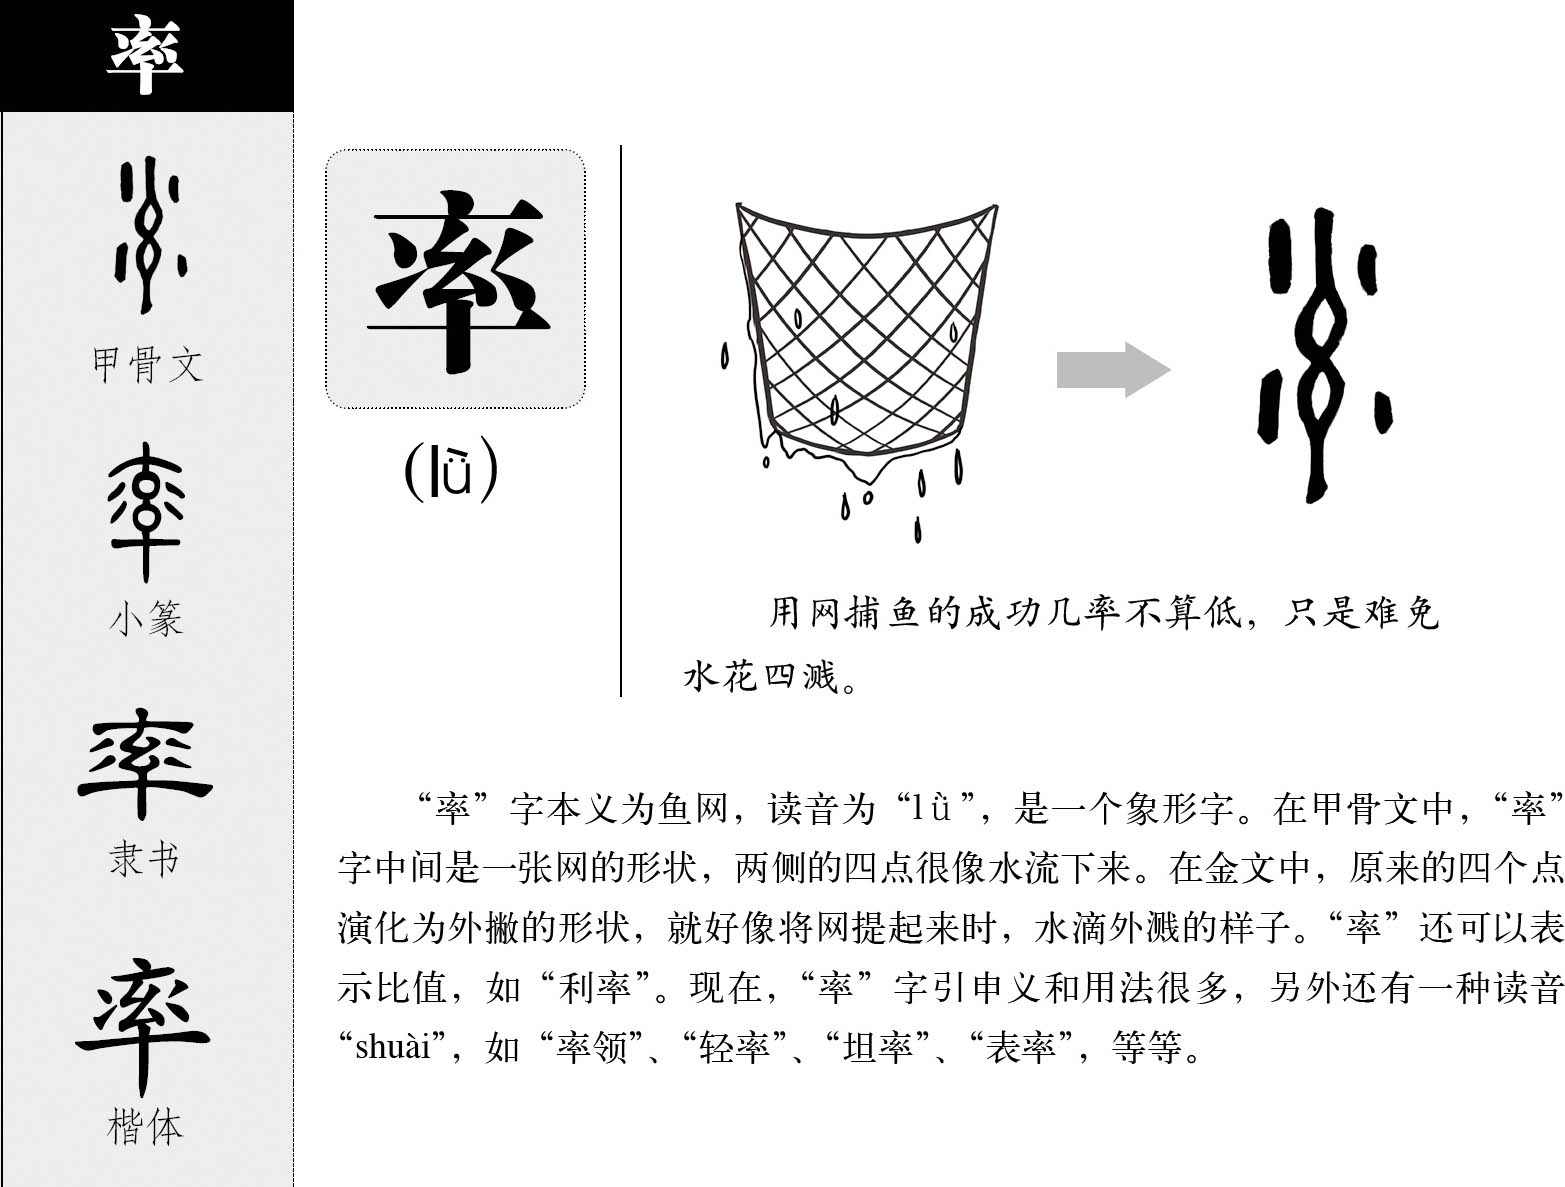 率
甲骨文
小篆
隶书
楷体
率
(lǜ)
用网捕鱼的成功几率不算低，只是难免
水花四溅。
“率”字本义为鱼网，读音为“lǜ”，是一个象形字。在甲骨文中，“率”
字中间是一张网的形状，两侧的四点很像水流下来。在金文中，原来的四个点
演化为外撇的形状，就好像将网提起来时，水滴外溅的样子。“率”还可以表
示比值，如“利率”。现在，“率”字引申义和用法很多，另外还有一种读音
“shuài”，如“率领”、“轻率”、“坦率”、“表率”，等等。